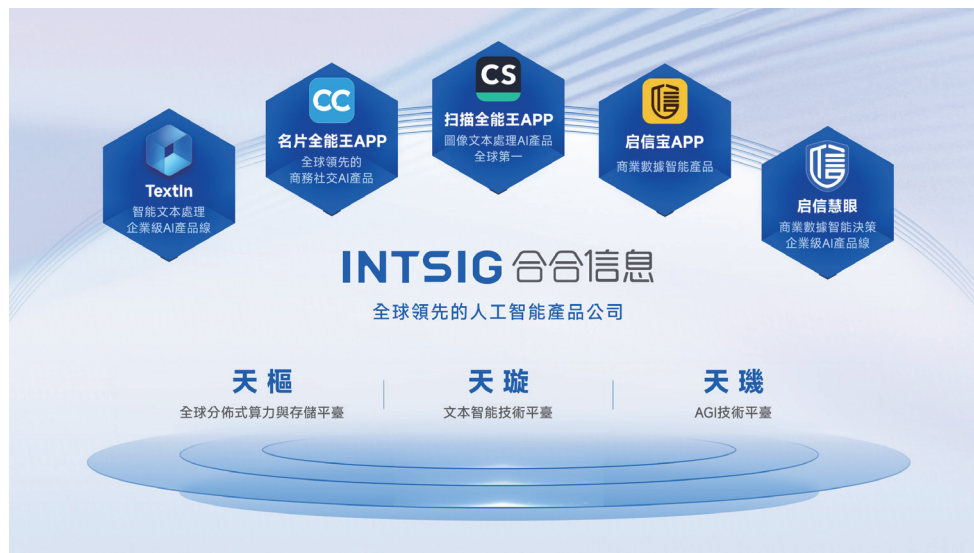 CS
扫描全能王APP
圖像文本處理AI產品
全球第一
CC
名片全能王APP
全球領先的
商務社交AI產品
信
启信宝APP
商業數據智能產品
TextIn
智能文本處理
企業級AI產品線
信
启信慧眼
商業數據智能決策
企業級AI產品線
INTSIG 合合信息
全球領先的人工智能產品公司
天樞
全球分佈式算力與存儲平臺
天璇
文本智能技術平臺
天璣
AGI技術平臺